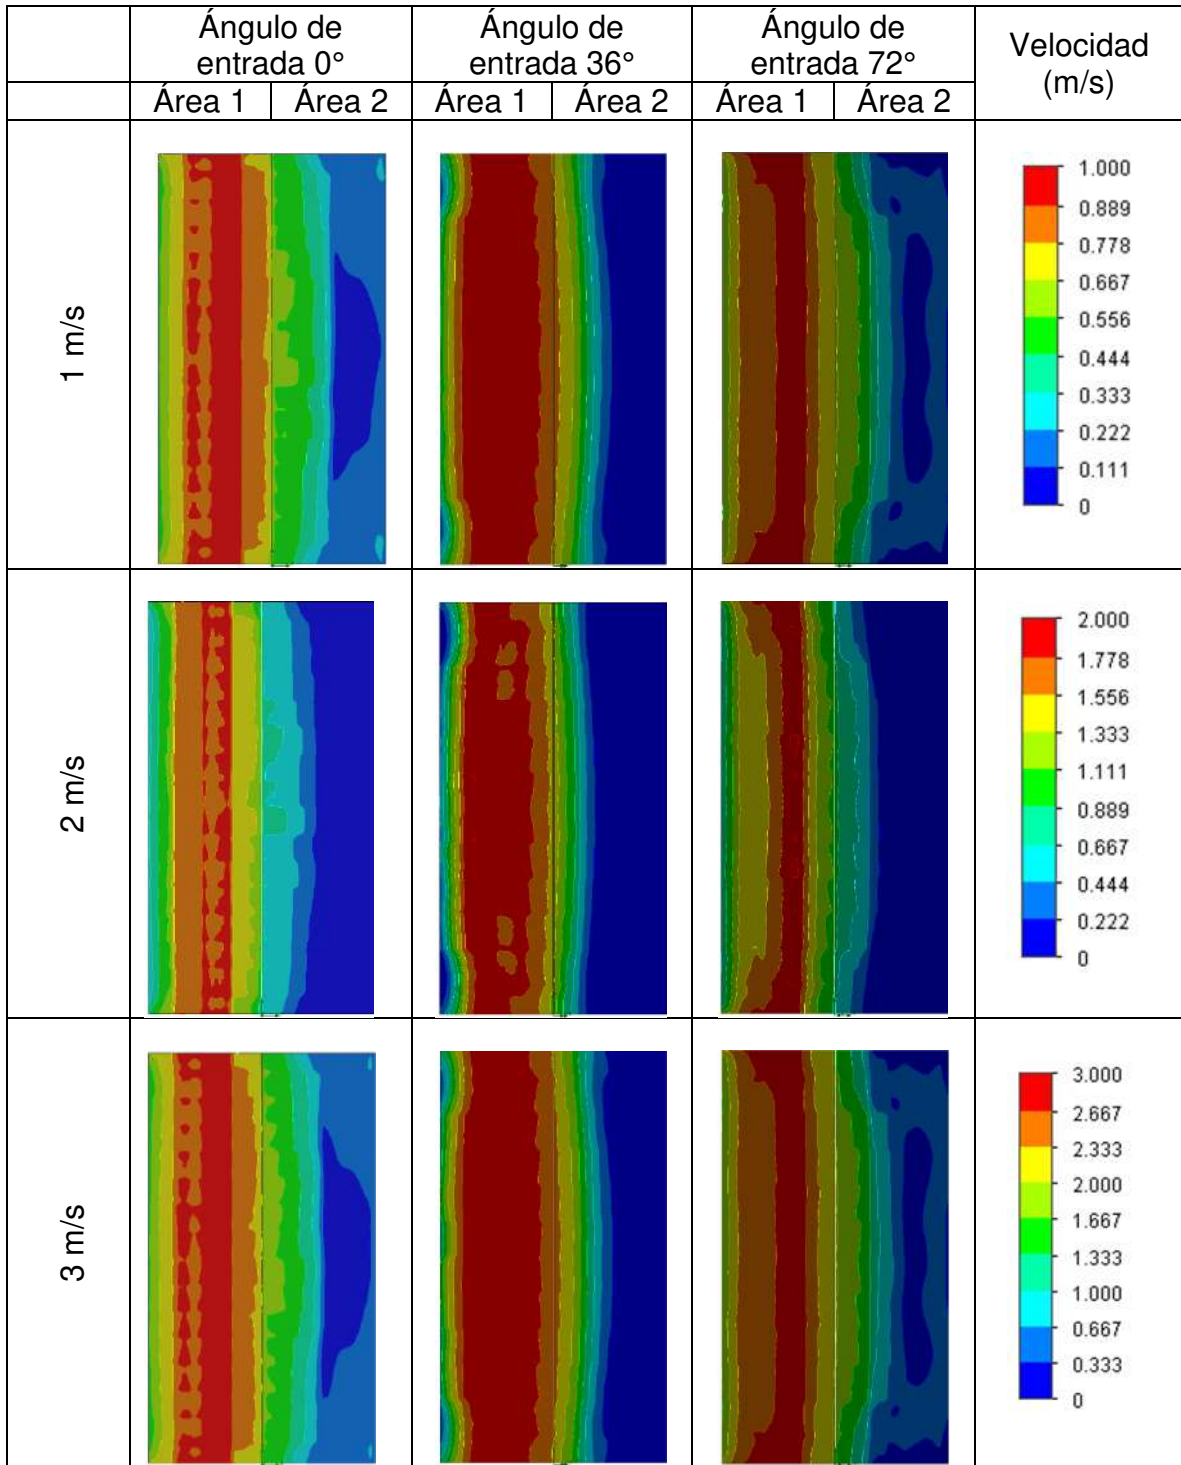 Ángulo de
entrada 0°
Ángulo de
entrada 36°
Ángulo de
entrada 72°
Velocidad
(m/s)
Área 1
Área 2
Área 1
Área 2
Área 1
Área 2
1 m/s
1.000
0.889
0.778
0.667
0.556
0.444
0.333
0.222
0.111
0
2 m/s
2.000
1.778
1.556
1.333
1.111
0.889
0.667
0.444
0.222
0
3 m/s
3.000
2.667
2.333
2.000
1.667
1.333
1.000
0.667
0.333
0